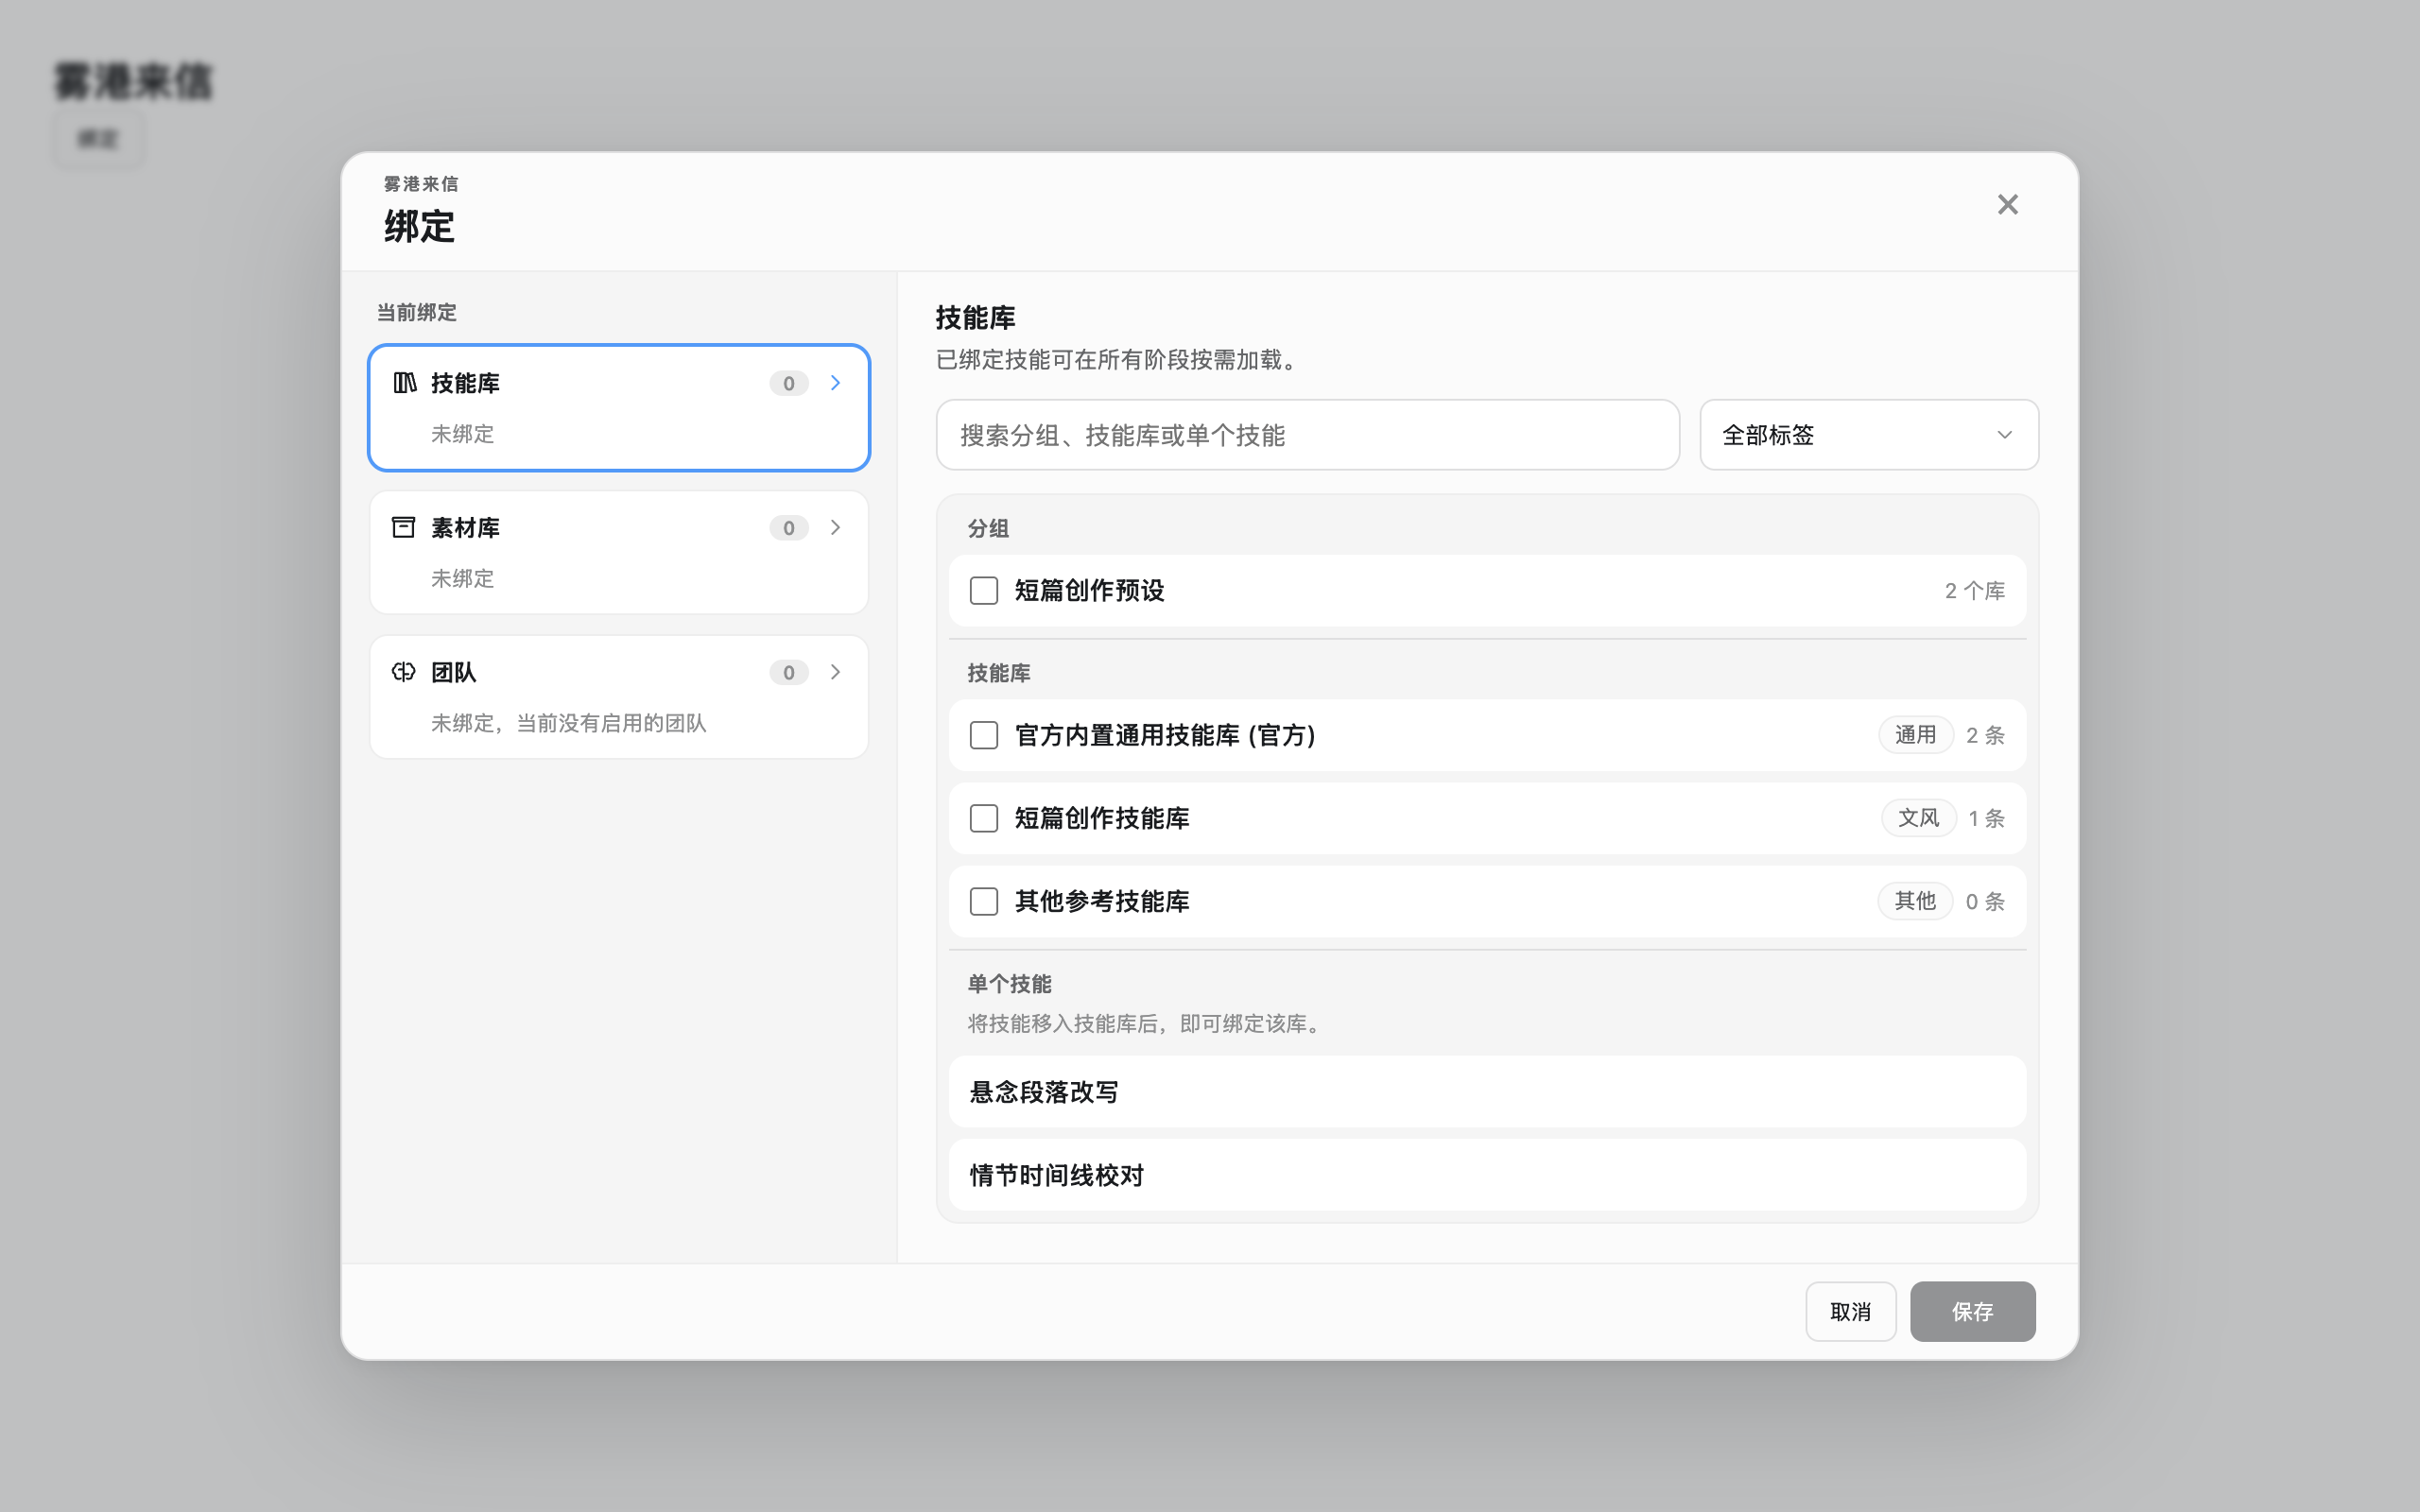 雾港来信
绑定
雾港来信
绑定
当前绑定
技能库
0
未绑定
素材库
0
未绑定
团队
0
未绑定，当前没有启用的团队
技能库
已绑定技能可在所有阶段按需加载。
搜索分组、技能库或单个技能
全部标签
分组
短篇创作预设
2 个库
技能库
官方内置通用技能库 (官方)
通用
2 条
短篇创作技能库
文风
1 条
其他参考技能库
其他
0 条
单个技能
将技能移入技能库后，即可绑定该库。
悬念段落改写
情节时间线校对
取消
保存